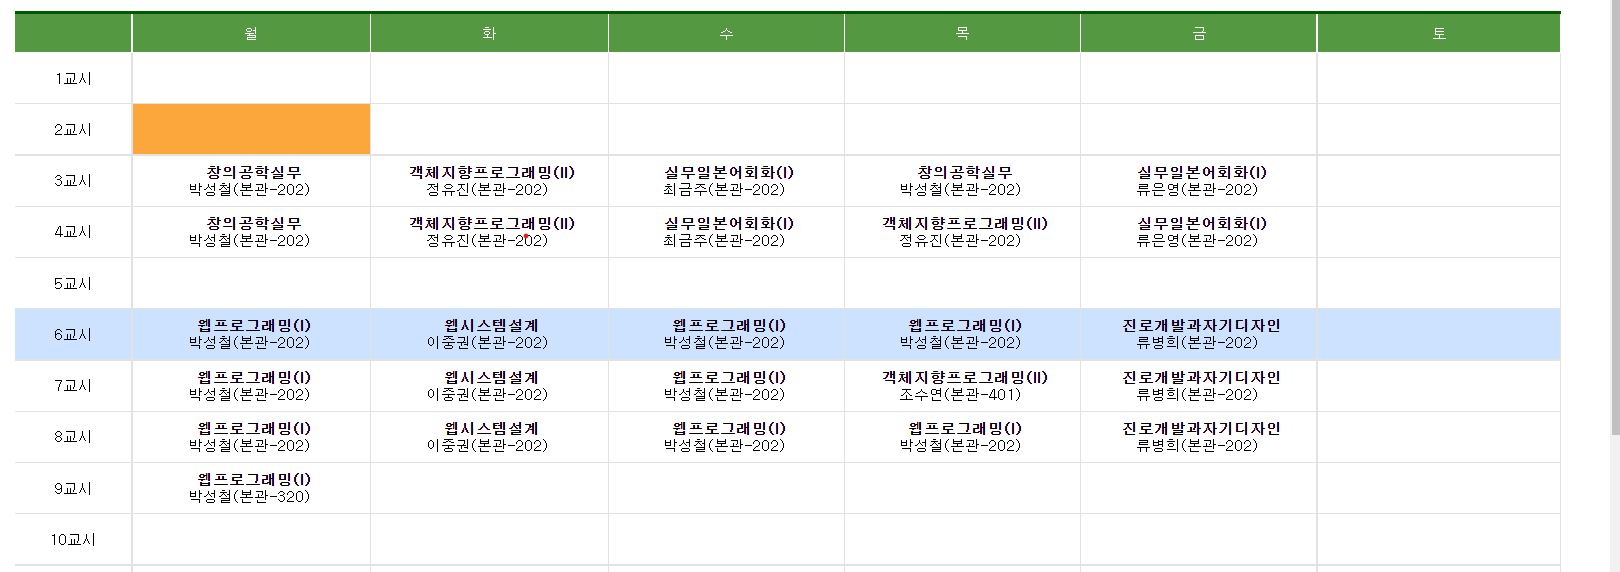 월 화 수 목 금 토
1교시
2교시
3교시 창의공학실무 객체지향프로그래밍(II) 실무일본어회화(I) 창의공학실무 실무일본어회화(I)
박성철(본관-202) 정유진(본관-202) 최금주(본관-202) 박성철(본관-202) 류은영(본관-202)
4교시 창의공학실무 객체지향프로그래밍(II) 실무일본어회화(I) 객체지향프로그래밍(II) 실무일본어회화(I)
박성철(본관-202) 정유진(본관-202) 최금주(본관-202) 정유진(본관-202) 류은영(본관-202)
5교시
6교시 웹프로그래밍(I) 웹시스템설계 웹프로그래밍(I) 웹프로그래밍(I) 진로개발과자기디자인
박성철(본관-202) 이중권(본관-202) 박성철(본관-202) 박성철(본관-202) 류병희(본관-202)
7교시 웹프로그래밍(I) 웹시스템설계 웹프로그래밍(I) 객체지향프로그래밍(II) 진로개발과자기디자인
박성철(본관-202) 이중권(본관-202) 박성철(본관-202) 조수연(본관-401) 류병희(본관-202)
8교시 웹프로그래밍(I) 웹시스템설계 웹프로그래밍(I) 웹프로그래밍(I) 진로개발과자기디자인
박성철(본관-202) 이중권(본관-202) 박성철(본관-202) 박성철(본관-202) 류병희(본관-202)
9교시 웹프로그래밍(I)
박성철(본관-320)
10교시